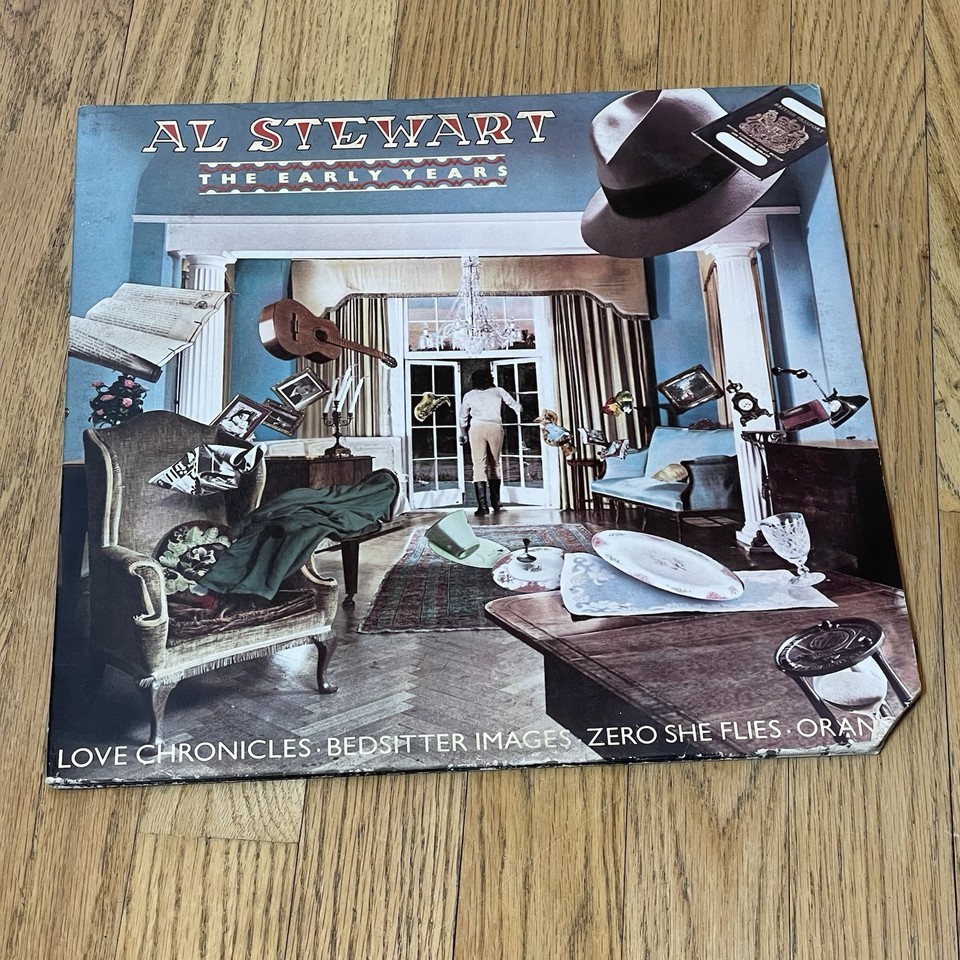 AL STEWART
THE EARLY YEARS
LOVE CHRONICLES · BEDSITTER IMAGES · ZERO SHE FLIES · ORAN